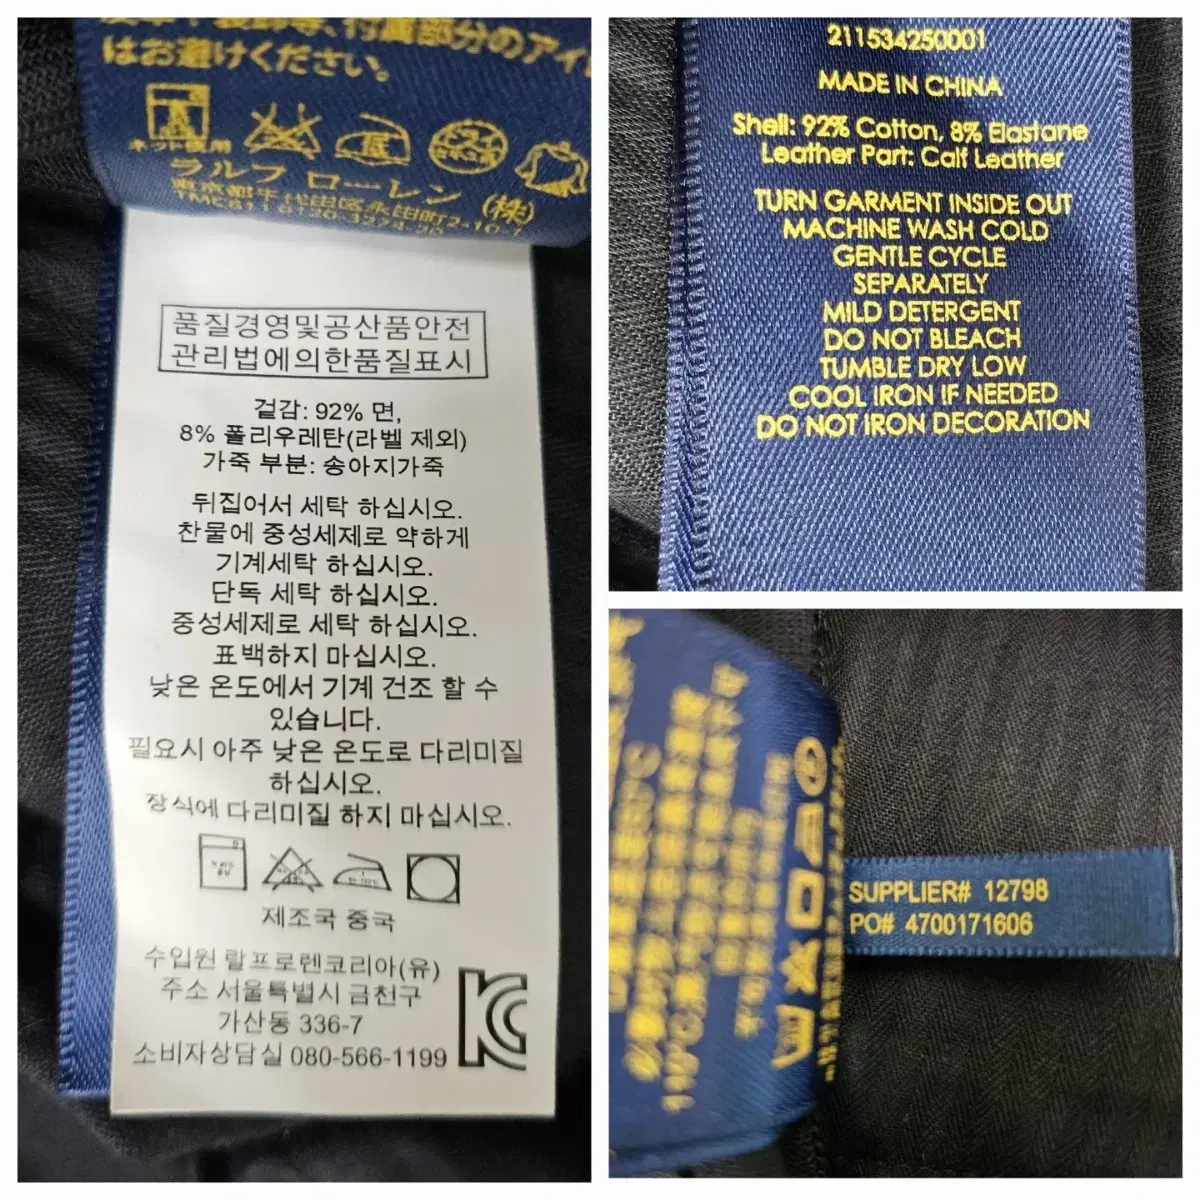 付属部分のアイ
はお避けください。
ラルフ ローレン (株)
품질경영및공산품안전
관리법에의한품질표시
겉감: 92% 면,
8% 폴리우레탄(라벨 제외)
가죽 부분: 송아지가죽
뒤집어서 세탁 하십시오.
찬물에 중성세제로 약하게
기계세탁 하십시오.
단독 세탁 하십시오.
중성세제로 세탁 하십시오.
표백하지 마십시오.
낮은 온도에서 기계 건조 할 수
있습니다.
필요시 아주 낮은 온도로 다리미질
하십시오.
장식에 다리미질 하지 마십시오.
제조국 중국
수입원 랄프로렌코리아(유)
주소 서울특별시 금천구
가산동 336-7
소비자상담실 080-566-1199
211534250001
MADE IN CHINA
Shell: 92% Cotton, 8% Elastane
Leather Part: Calf Leather
TURN GARMENT INSIDE OUT
MACHINE WASH COLD
GENTLE CYCLE
SEPARATELY
MILD DETERGENT
DO NOT BLEACH
TUMBLE DRY LOW
COOL IRON IF NEEDED
DO NOT IRON DECORATION
SUPPLIER# 12798
PO# 4700171606